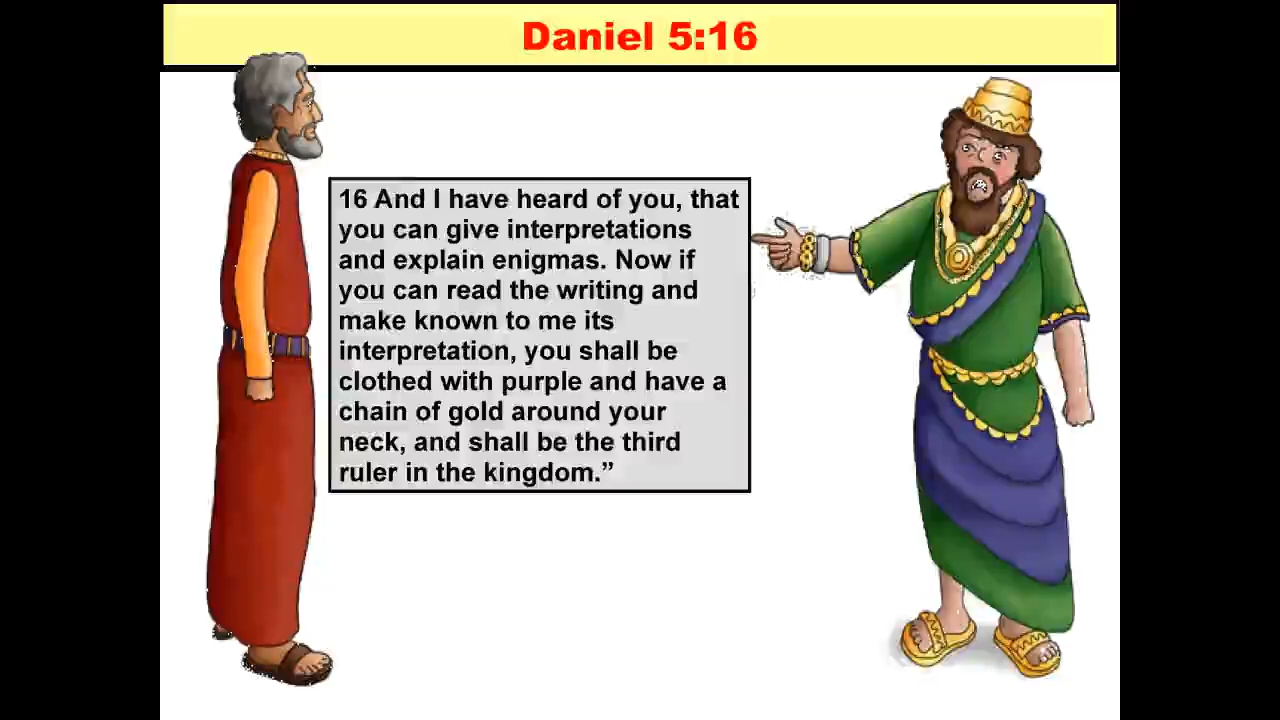 Daniel 5:16
16 And I have heard of you, that
you can give interpretations
and explain enigmas. Now if
you can read the writing and
make known to me its
interpretation, you shall be
clothed with purple and have a
chain of gold around your
neck, and shall be the third
ruler in the kingdom.”